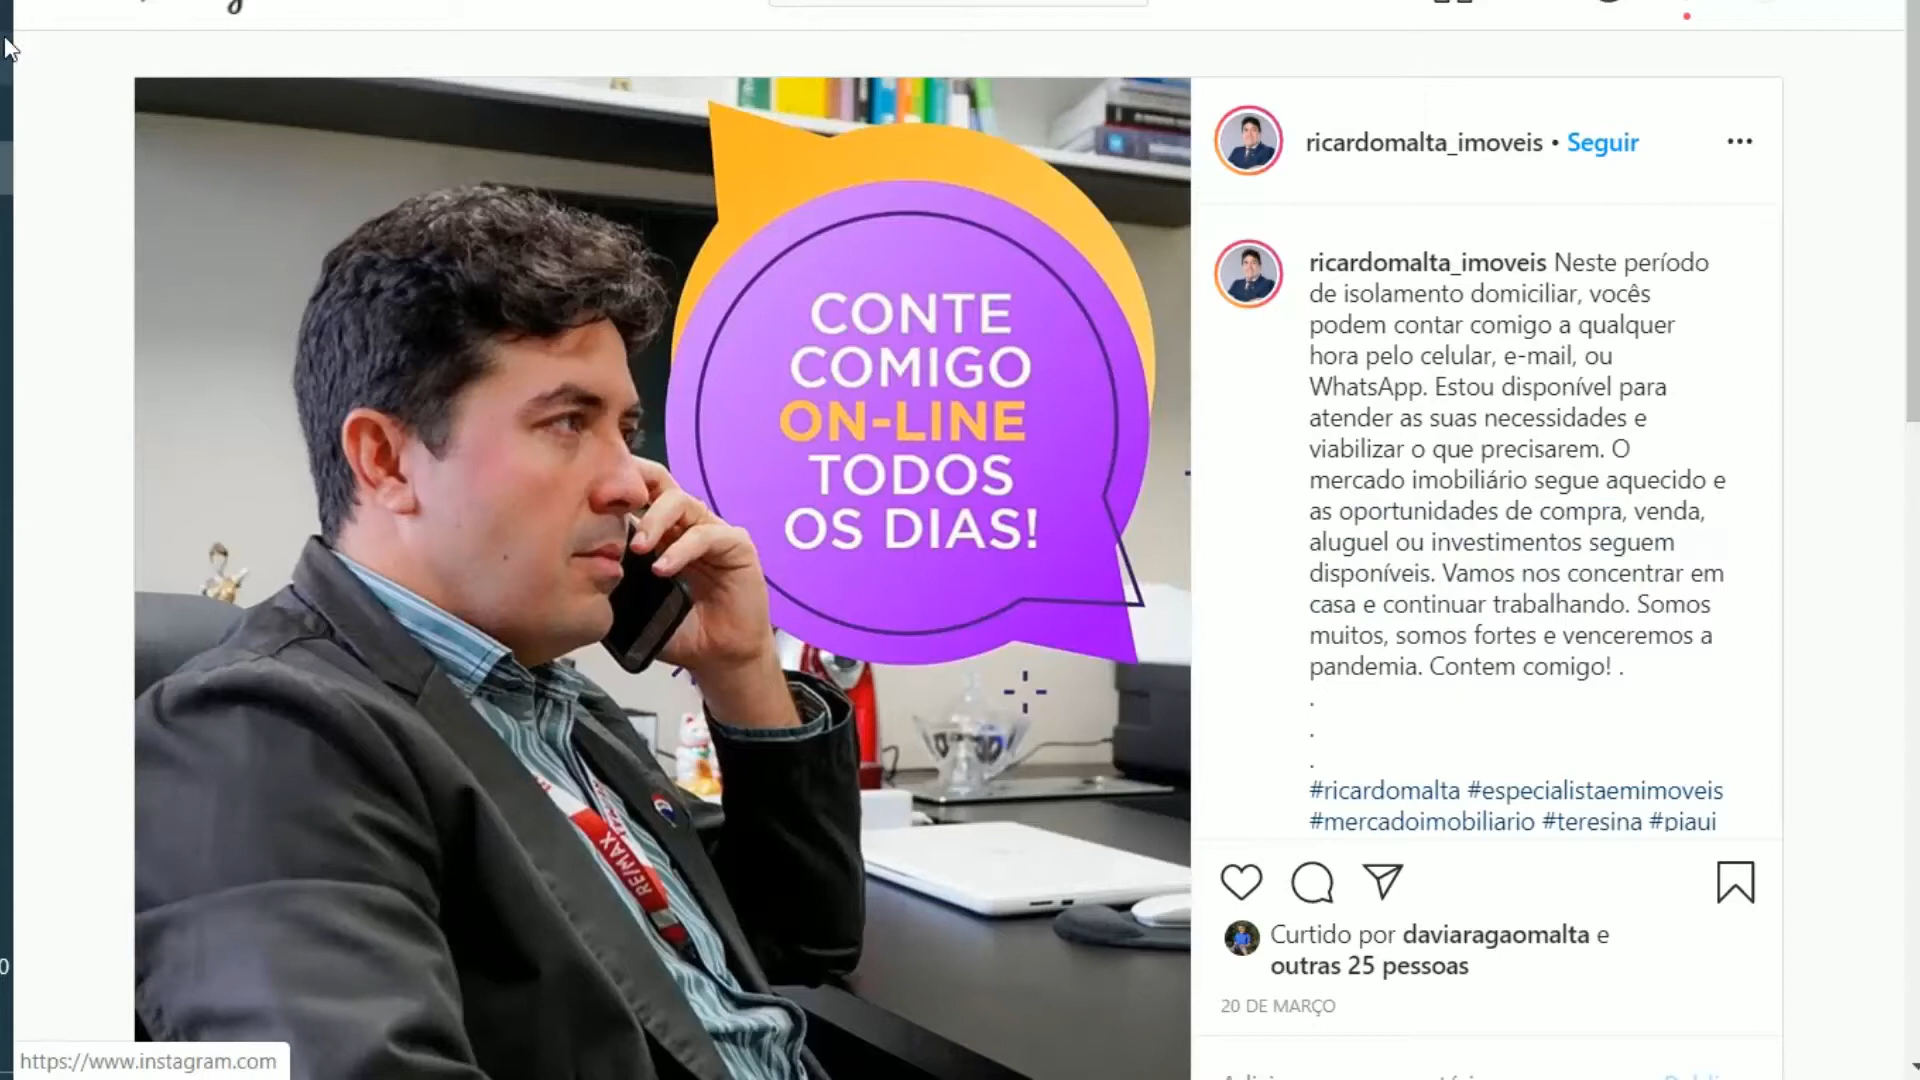 CONTE
COMIGO
ON-LINE
TODOS
OS DIAS!
RE/MAX
ricardomalta_imoveis • Seguir
ricardomalta_imoveis Neste período
de isolamento domiciliar, vocês
podem contar comigo a qualquer
hora pelo celular, e-mail, ou
WhatsApp. Estou disponível para
atender as suas necessidades e
viabilizar o que precisarem. O
mercado imobiliário segue aquecido e
as oportunidades de compra, venda,
aluguel ou investimentos seguem
disponíveis. Vamos nos concentrar em
casa e continuar trabalhando. Somos
muitos, somos fortes e venceremos a
pandemia. Contem comigo! .
.
.
.
#ricardomalta #especialistaemimoveis
#mercadoimobiliario #teresina #piaui
Curtido por daviaragaomalta e
outras 25 pessoas
20 DE MARÇO
https://www.instagram.com